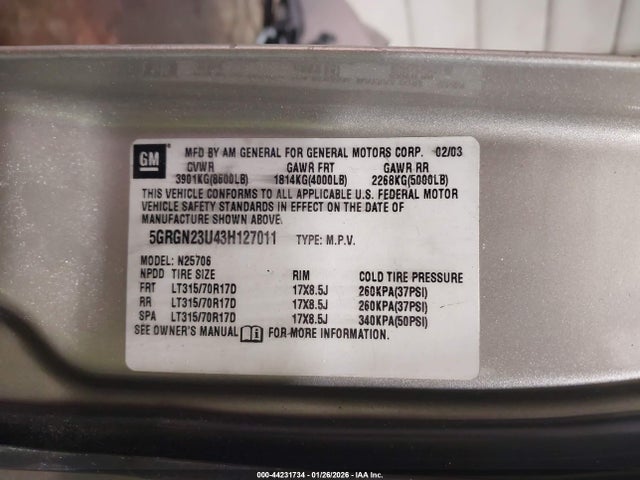 GM
MFD BY AM GENERAL FOR GENERAL MOTORS CORP. 02/03
GVWR GAWR FRT GAWR RR
3901KG(8600LB) 1814KG(4000LB) 2268KG(5000LB)
THIS VEHICLE CONFORMS TO ALL APPLICABLE U.S. FEDERAL MOTOR
VEHICLE SAFETY STANDARDS IN EFFECT ON THE DATE OF
MANUFACTURE SHOWN ABOVE.
5GRGN23U43H127011 TYPE: M.P.V.
MODEL: N25706
NPDD TIRE SIZE RIM COLD TIRE PRESSURE
FRT LT315/70R17D 17X8.5J 260KPA(37PSI)
RR LT315/70R17D 17X8.5J 260KPA(37PSI)
SPA LT315/70R17D 17X8.5J 340KPA(50PSI)
SEE OWNER'S MANUAL FOR MORE INFORMATION.
000-44231734 - 01/26/2026 - IAA Inc.